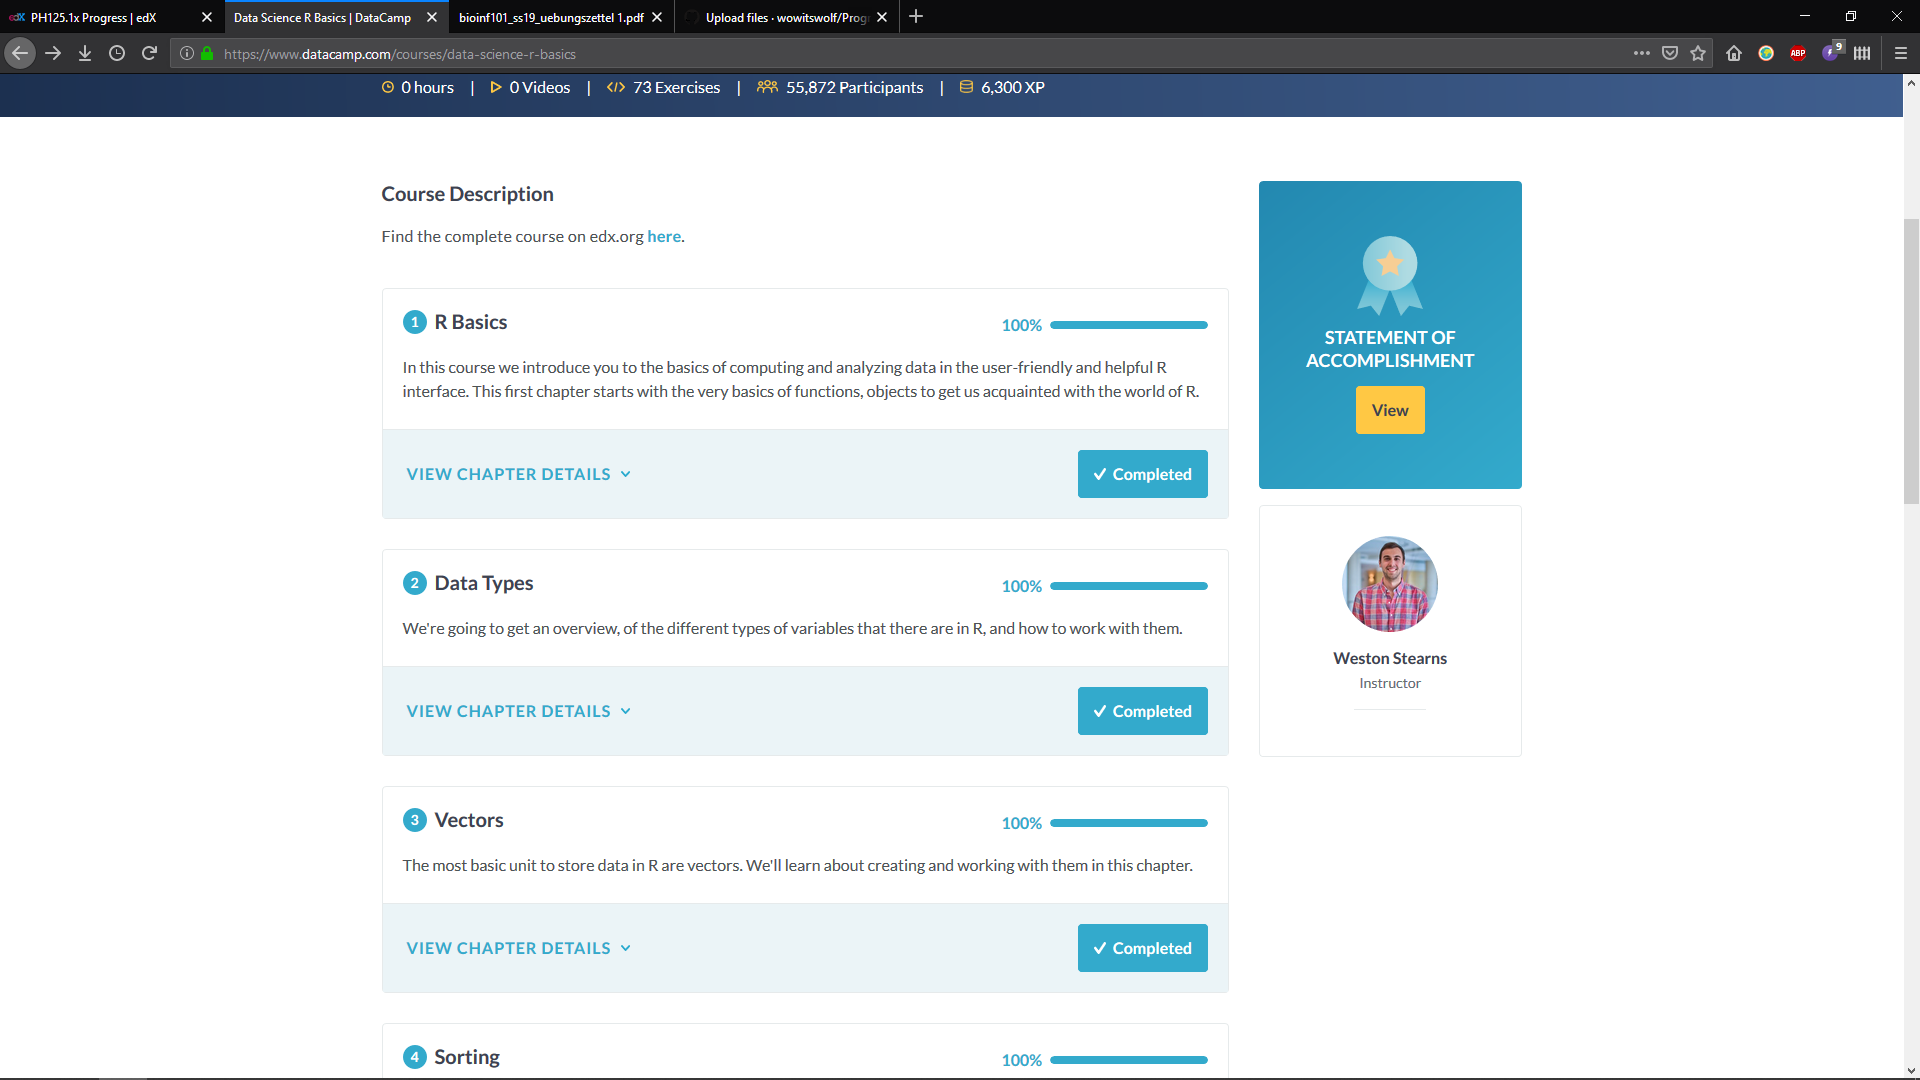 PH125.1x Progress | edX
Data Science R Basics | DataCamp
bioinf101_ss19_uebungszettel 1.pdf
Upload files · wowitswolf/Prog
https://www.datacamp.com/courses/data-science-r-basics
ABP
9
0 hours | 0 Videos | 73 Exercises | 55,872 Participants | 6,300 XP
Course Description
Find the complete course on edx.org here.
1 R Basics
100%
In this course we introduce you to the basics of computing and analyzing data in the user-friendly and helpful R
interface. This first chapter starts with the very basics of functions, objects to get us acquainted with the world of R.
VIEW CHAPTER DETAILS
Completed
2 Data Types
100%
We're going to get an overview, of the different types of variables that there are in R, and how to work with them.
VIEW CHAPTER DETAILS
Completed
3 Vectors
100%
The most basic unit to store data in R are vectors. We'll learn about creating and working with them in this chapter.
VIEW CHAPTER DETAILS
Completed
4 Sorting
100%
STATEMENT OF
ACCOMPLISHMENT
View
Weston Stearns
Instructor